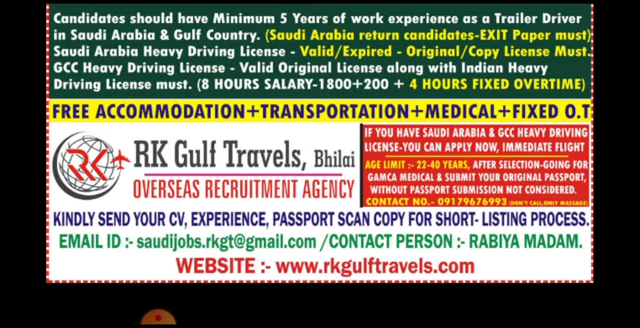 Candidates should have Minimum 5 Years of work experience as a Trailer Driver
in Saudi Arabia & Gulf Country. (Saudi Arabia return candidates-EXIT Paper must)
Saudi Arabia Heavy Driving License - Valid/Expired - Original/Copy License Must.
GCC Heavy Driving License - Valid Original License along with Indian Heavy
Driving License must. (8 HOURS SALARY-1800+200 + 4 HOURS FIXED OVERTIME)
FREE ACCOMMODATION+TRANSPORTATION+MEDICAL+FIXED O.T
RK
RK Gulf Travels, Bhilai
OVERSEAS RECRUITMENT AGENCY
IF YOU HAVE SAUDI ARABIA & GCC HEAVY DRIVING
LICENSE-YOU CAN APPLY NOW, IMMEDIATE FLIGHT
AGE LIMIT :- 22-40 YEARS, AFTER SELECTION-GOING FOR
GAMCA MEDICAL & SUBMIT YOUR ORIGINAL PASSPORT,
WITHOUT PASSPORT SUBMISSION NOT CONSIDERED.
CONTACT NO.- 09179676993 (DON'T CALL,ONLY MASSAGE)
KINDLY SEND YOUR CV, EXPERIENCE, PASSPORT SCAN COPY FOR SHORT- LISTING PROCESS.
EMAIL ID :- saudijobs.rkgt@gmail.com /CONTACT PERSON :- RABIYA MADAM.
WEBSITE :- www.rkgulftravels.com